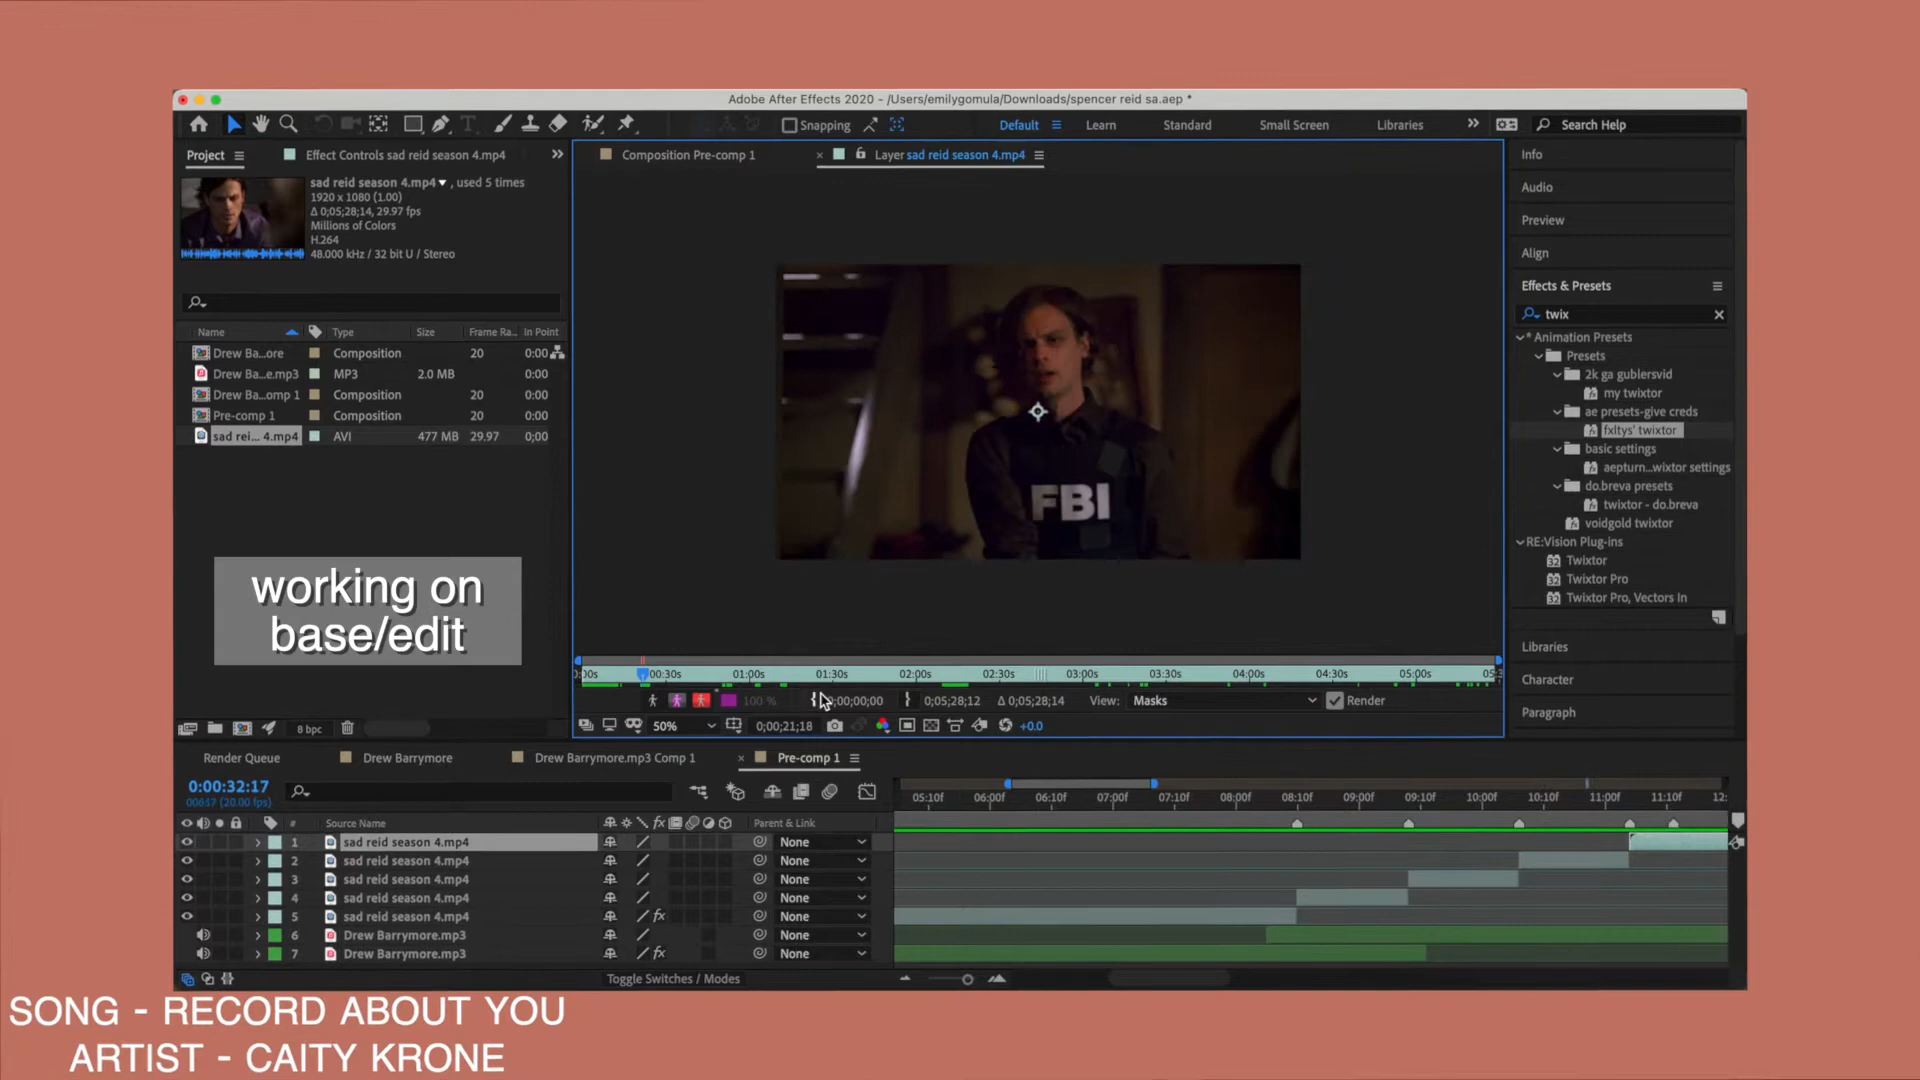 Adobe After Effects 2020 - /Users/emilygomula/Downloads/spencer reid sa.aep *
Snapping
Default
Learn
Standard
Small Screen
Libraries
Search Help
Project
Effect Controls sad reid season 4.mp4
Composition Pre-comp 1
Layer sad reid season 4.mp4
Info
sad reid season 4.mp4 , used 5 times
1920 x 1080 (1.00)
Δ 0;05;28;14, 29.97 fps
Millions of Colors
H.264
48.000 kHz / 32 bit U / Stereo
Audio
Preview
Align
Effects & Presets
twix
Name Type Size Frame Ra... In Point
Drew Ba...ore Composition 20 0:00
Drew Ba...e.mp3 MP3 2.0 MB 0:00
Drew Ba...omp 1 Composition 20 0:00
Pre-comp 1 Composition 20 0:00
sad rei... 4.mp4 AVI 477 MB 29.97 0;00
* Animation Presets
Presets
2k ga gublersvid
my twixtor
ae presets-give creds
fxltys' twixtor
basic settings
aepturn...wixtor settings
do.breva presets
twixtor - do.breva
voidgold twixtor
RE:Vision Plug-ins
Twixtor
Twixtor Pro
Twixtor Pro, Vectors In
FBI
working on
base/edit
Libraries
Character
Paragraph
00:30s 01:00s 01:30s 02:00s 02:30s 03:00s 03:30s 04:00s 04:30s 05:00s
100 % 0;05;28;12 Δ 0;05;28;14 View: Masks Render
8 bpc
50% 0;00;21;18 +0.0
Render Queue
Drew Barrymore
Drew Barrymore.mp3 Comp 1
Pre-comp 1
0:00:32:17
00657 (20.00 fps)
05:10f 06:00f 06:10f 07:00f 07:10f 08:00f 08:10f 09:00f 09:10f 10:00f 10:10f 11:00f 11:10f 12:
# Source Name fx Parent & Link
1 sad reid season 4.mp4 None
2 sad reid season 4.mp4 None
3 sad reid season 4.mp4 None
4 sad reid season 4.mp4 None
5 sad reid season 4.mp4 fx None
6 Drew Barrymore.mp3 None
7 Drew Barrymore.mp3 fx None
Toggle Switches / Modes
SONG - RECORD ABOUT YOU
ARTIST - CAITY KRONE